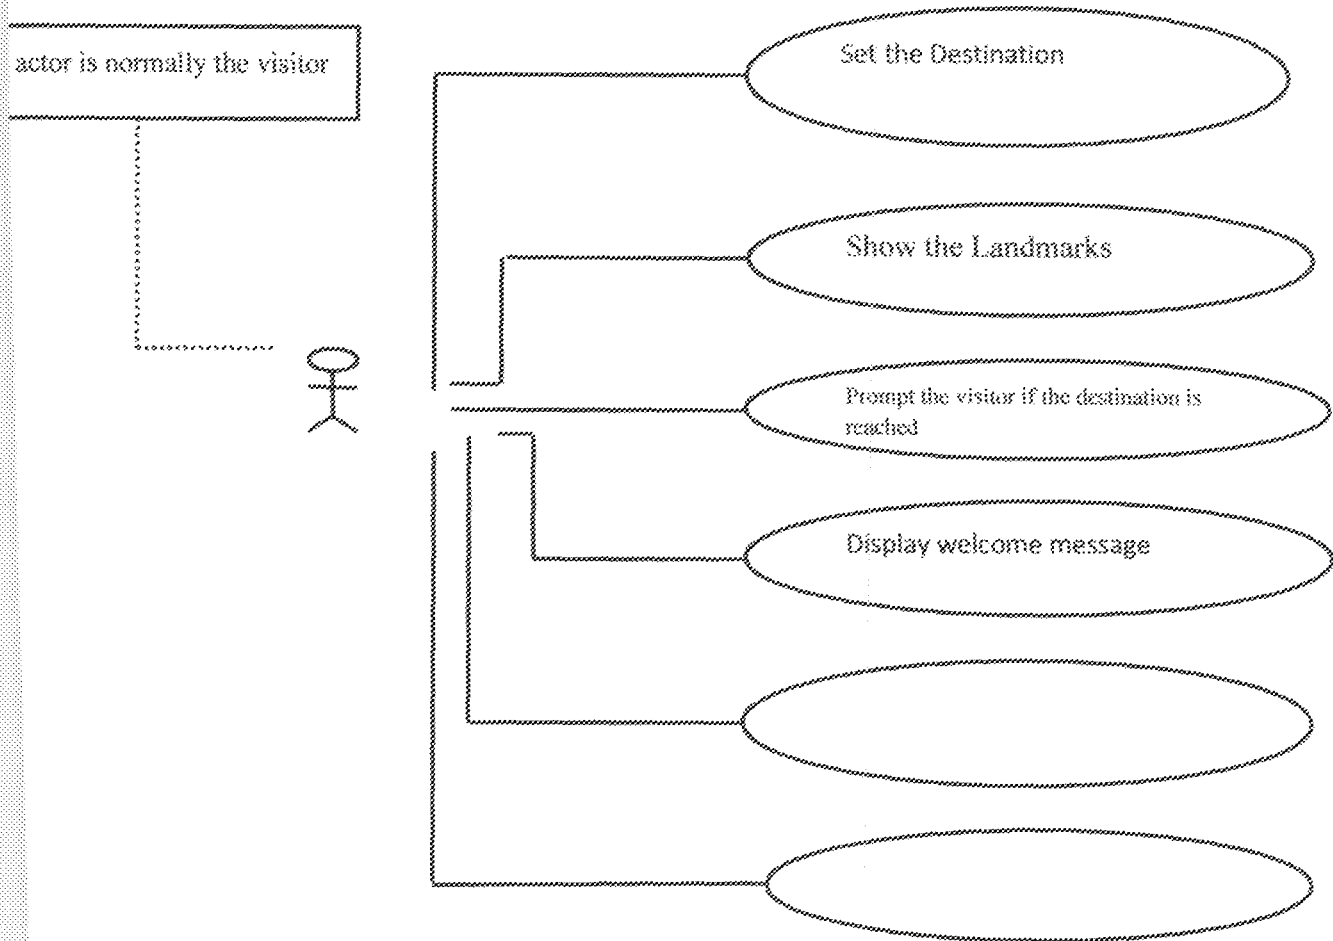 actor is normally the visitor
Set the Destination
Show the Landmarks
Prompt the visitor if the destination is
reached
Display welcome message